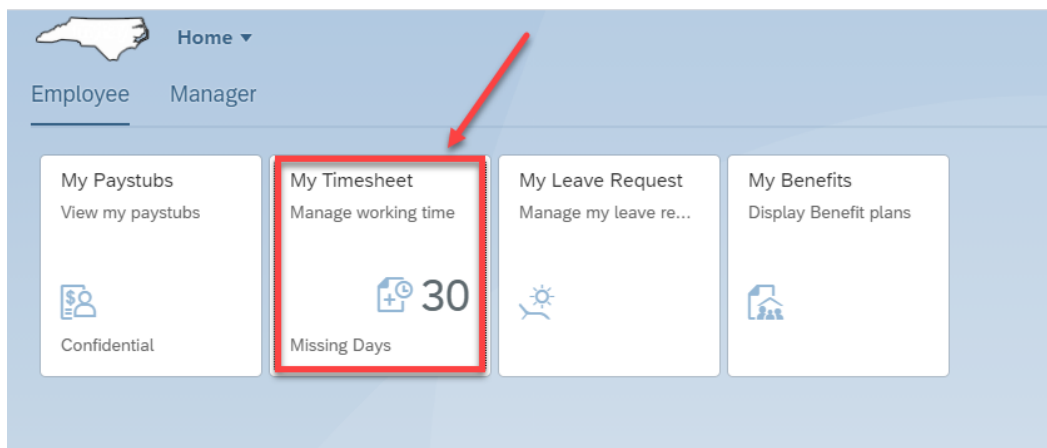 Home
Employee Manager
My Paystubs
View my paystubs
Confidential
My Timesheet
Manage working time
30
Missing Days
My Leave Request
Manage my leave re...
My Benefits
Display Benefit plans